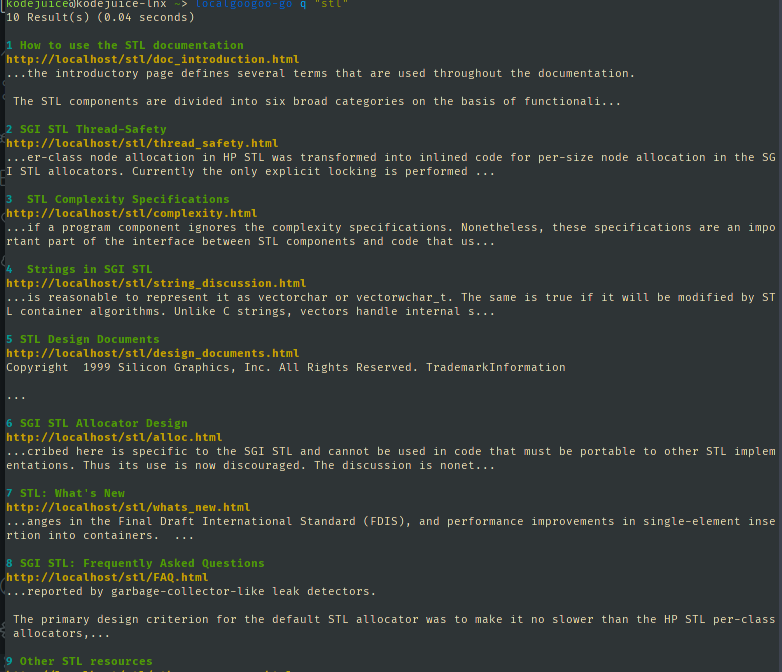 kodejuice@kodejuice-lnx ~> localgoogoo-go q "stl"
10 Result(s) (0.04 seconds)
1 How to use the STL documentation
http://localhost/stl/doc_introduction.html
...the introductory page defines several terms that are used throughout the documentation.
The STL components are divided into six broad categories on the basis of functionali...
2 SGI STL Thread-Safety
http://localhost/stl/thread_safety.html
...er-class node allocation in HP STL was transformed into inlined code for per-size node allocation in the SG
I STL allocators. Currently the only explicit locking is performed ...
3  STL Complexity Specifications
http://localhost/stl/complexity.html
...if a program component ignores the complexity specifications. Nonetheless, these specifications are an impo
rtant part of the interface between STL components and code that us...
4  Strings in SGI STL
http://localhost/stl/string_discussion.html
...is reasonable to represent it as vectorchar or vectorwchar_t. The same is true if it will be modified by ST
L container algorithms. Unlike C strings, vectors handle internal s...
5 STL Design Documents
http://localhost/stl/design_documents.html
Copyright  1999 Silicon Graphics, Inc. All Rights Reserved. TrademarkInformation
...
6 SGI STL Allocator Design
http://localhost/stl/alloc.html
...cribed here is specific to the SGI STL and cannot be used in code that must be portable to other STL implem
entations. Thus its use is now discouraged. The discussion is nonet...
7 STL: What's New
http://localhost/stl/whats_new.html
...anges in the Final Draft International Standard (FDIS), and performance improvements in single-element inse
rtion into containers.  ...
8 SGI STL: Frequently Asked Questions
http://localhost/stl/FAQ.html
...reported by garbage-collector-like leak detectors.
The primary design criterion for the default STL allocator was to make it no slower than the HP STL per-class
allocators,...
9 Other STL resources